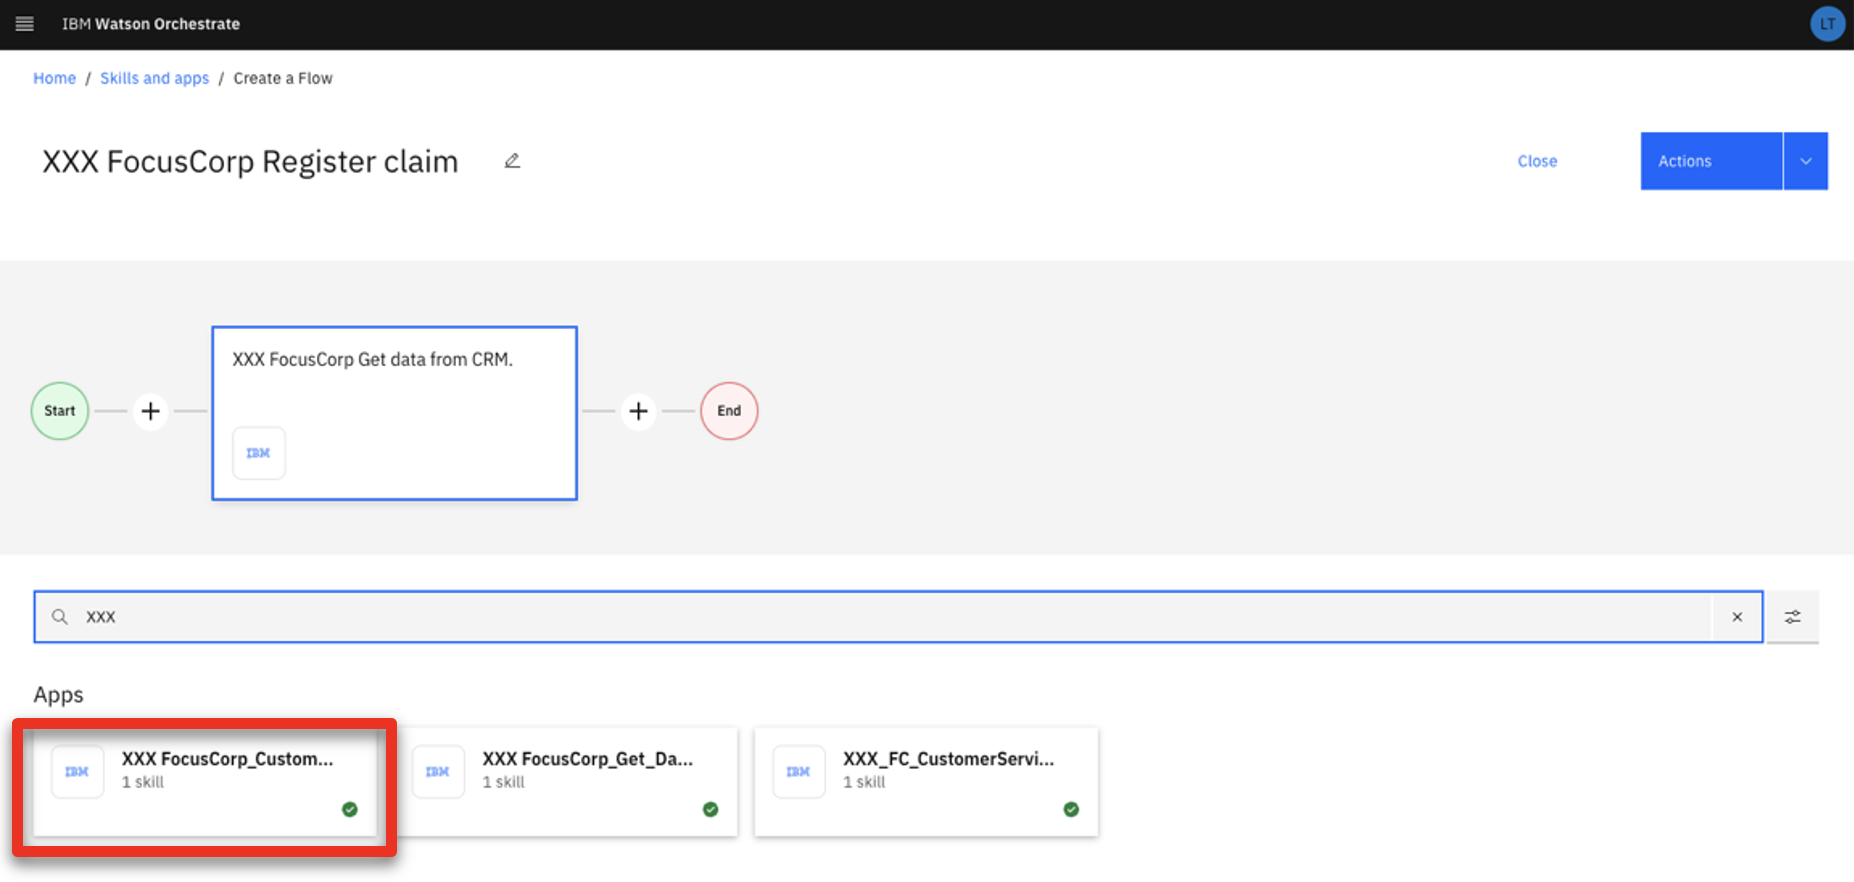 IBM Watson Orchestrate
LT
Home / Skills and apps / Create a Flow
XXX FocusCorp Register claim
Close
Actions
XXX FocusCorp Get data from CRM.
Start
End
IBM
XXX
Apps
IBM
XXX FocusCorp_Custom...
1 skill
IBM
XXX FocusCorp_Get_Da...
1 skill
IBM
XXX_FC_CustomerServi...
1 skill